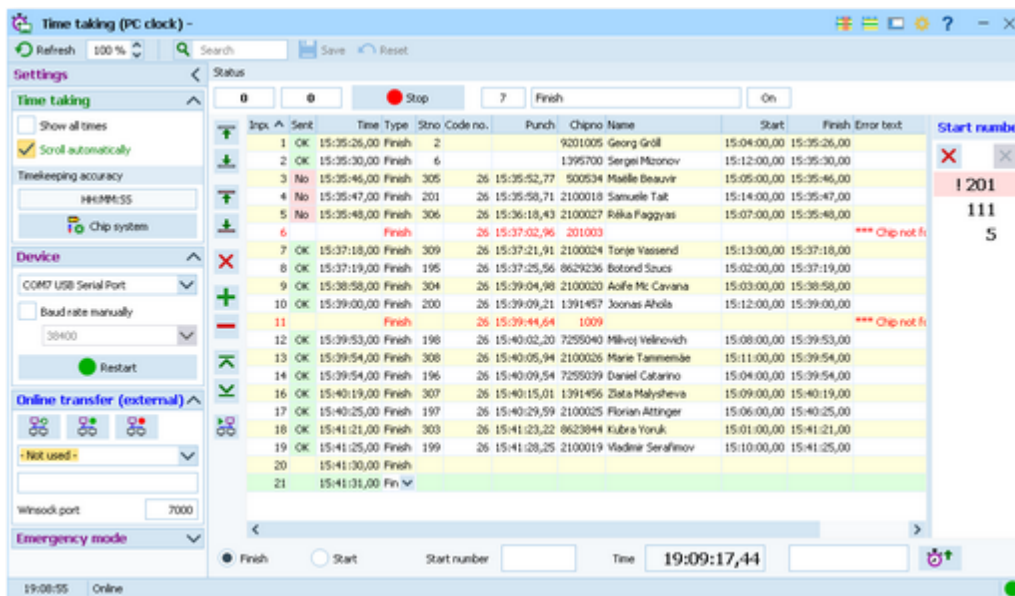 Time taking (PC clock) -
?
Refresh 100 % Search Save Reset
Settings
Time taking
Show all times
Scroll automatically
Timekeeping accuracy
HH:MM:SS
Chip system
Device
COM7 USB Serial Port
Baud rate manually
38400
Restart
Online transfer (external)
- Not used -
Winsock port 7000
Emergency mode
Status
0 0 Stop 7 Finish On
Sent Time Type Stno Code no. Punch Chipno Name Start Finish Error text
1 OK 15:35:26,00 Finish 2 9201005 Georg Gröll 15:04:00,00 15:35:26,00
2 OK 15:35:30,00 Finish 6 1395700 Sergei Mizonov 15:12:00,00 15:35:30,00
3 No 15:35:46,00 Finish 305 26 15:35:52,77 500534 Maëlle Beauvir 15:05:00,00 15:35:46,00
4 No 15:35:47,00 Finish 201 26 15:35:58,71 2100018 Samuele Tait 15:14:00,00 15:35:47,00
5 No 15:35:48,00 Finish 306 26 15:36:18,43 2100027 Réka Faggyas 15:07:00,00 15:35:48,00
6 Finish 26 15:37:02,96 201003 *** Chip not f
7 OK 15:37:18,00 Finish 309 26 15:37:21,91 2100024 Tonje Vassend 15:13:00,00 15:37:18,00
8 OK 15:37:19,00 Finish 195 26 15:37:25,56 8629236 Botond Szucs 15:02:00,00 15:37:19,00
9 OK 15:38:58,00 Finish 304 26 15:39:04,98 2100020 Aoife Mc Cavana 15:03:00,00 15:38:58,00
10 OK 15:39:00,00 Finish 200 26 15:39:09,21 1391457 Joonas Ahola 15:12:00,00 15:39:00,00
11 Finish 26 15:39:44,64 1009 *** Chip not f
12 OK 15:39:53,00 Finish 198 26 15:40:02,20 7255040 Milivoj Velinovich 15:08:00,00 15:39:53,00
13 OK 15:39:54,00 Finish 308 26 15:40:05,94 2100026 Marie Tammemäe 15:11:00,00 15:39:54,00
14 OK 15:39:54,00 Finish 196 26 15:40:09,54 7255039 Daniel Catarino 15:04:00,00 15:39:54,00
16 OK 15:40:19,00 Finish 307 26 15:40:15,01 1391456 Zlata Malysheva 15:09:00,00 15:40:19,00
17 OK 15:40:25,00 Finish 197 26 15:40:29,59 2100025 Florian Attinger 15:06:00,00 15:40:25,00
18 OK 15:41:21,00 Finish 303 26 15:41:23,22 8623844 Kubra Yoruk 15:01:00,00 15:41:21,00
19 OK 15:41:25,00 Finish 199 26 15:41:28,25 2100019 Vladimir Serafimov 15:10:00,00 15:41:25,00
20 15:41:30,00 Finish
21 15:41:31,00 Fin
Start numbe
! 201
111
5
Finish Start Start number Time 19:09:17,44
19:08:55 Online